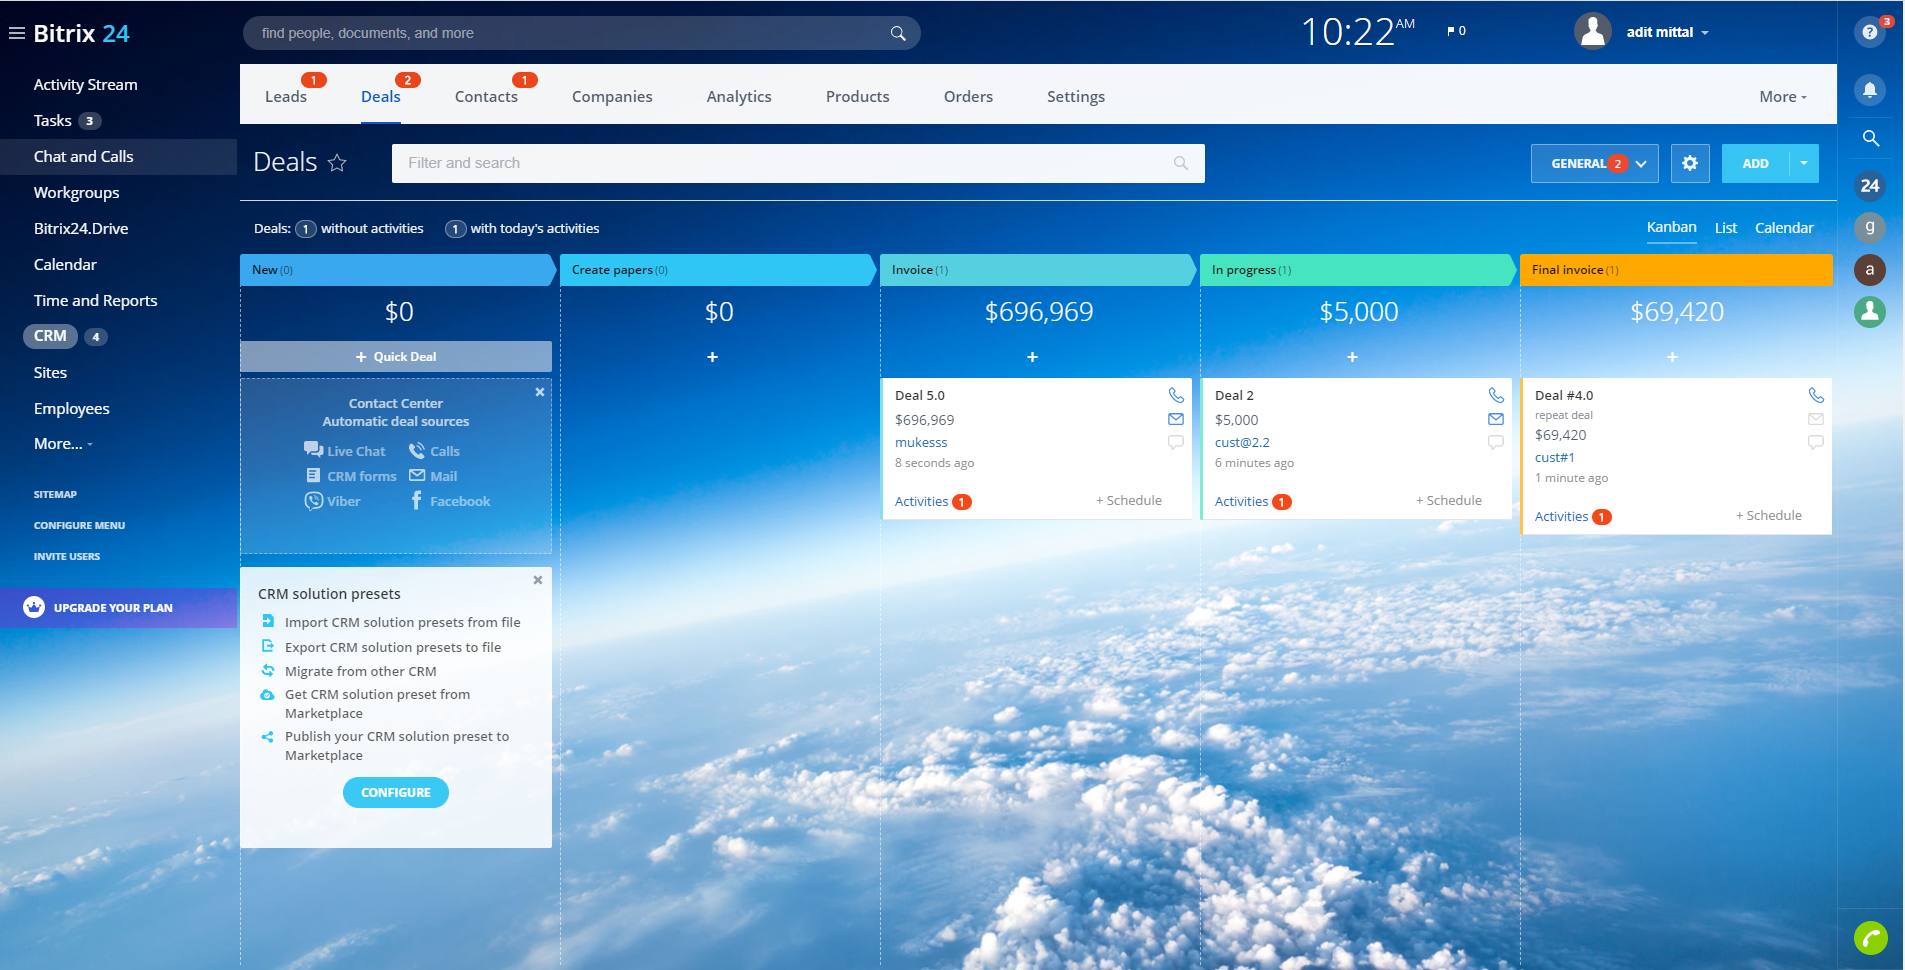 Bitrix 24
find people, documents, and more
10:22 AM
0
adit mittal
?
3
Activity Stream
Tasks 3
Chat and Calls
Workgroups
Bitrix24.Drive
Calendar
Time and Reports
CRM 4
Sites
Employees
More...
SITEMAP
CONFIGURE MENU
INVITE USERS
UPGRADE YOUR PLAN
Leads 1
Deals 2
Contacts 1
Companies
Analytics
Products
Orders
Settings
More
Deals
Filter and search
GENERAL 2
ADD
Deals: 1 without activities 1 with today's activities
Kanban List Calendar
New (0)
$0
+ Quick Deal
Contact Center
Automatic deal sources
Live Chat Calls
CRM forms Mail
Viber Facebook
CRM solution presets
Import CRM solution presets from file
Export CRM solution presets to file
Migrate from other CRM
Get CRM solution preset from
Marketplace
Publish your CRM solution preset to
Marketplace
CONFIGURE
Create papers (0)
$0
+
Invoice (1)
$696,969
+
Deal 5.0
$696,969
mukesss
8 seconds ago
Activities 1 + Schedule
In progress (1)
$5,000
+
Deal 2
$5,000
cust@2.2
6 minutes ago
Activities 1 + Schedule
Final invoice (1)
$69,420
+
Deal #4.0
repeat deal
$69,420
cust#1
1 minute ago
Activities 1 + Schedule
24
g
a